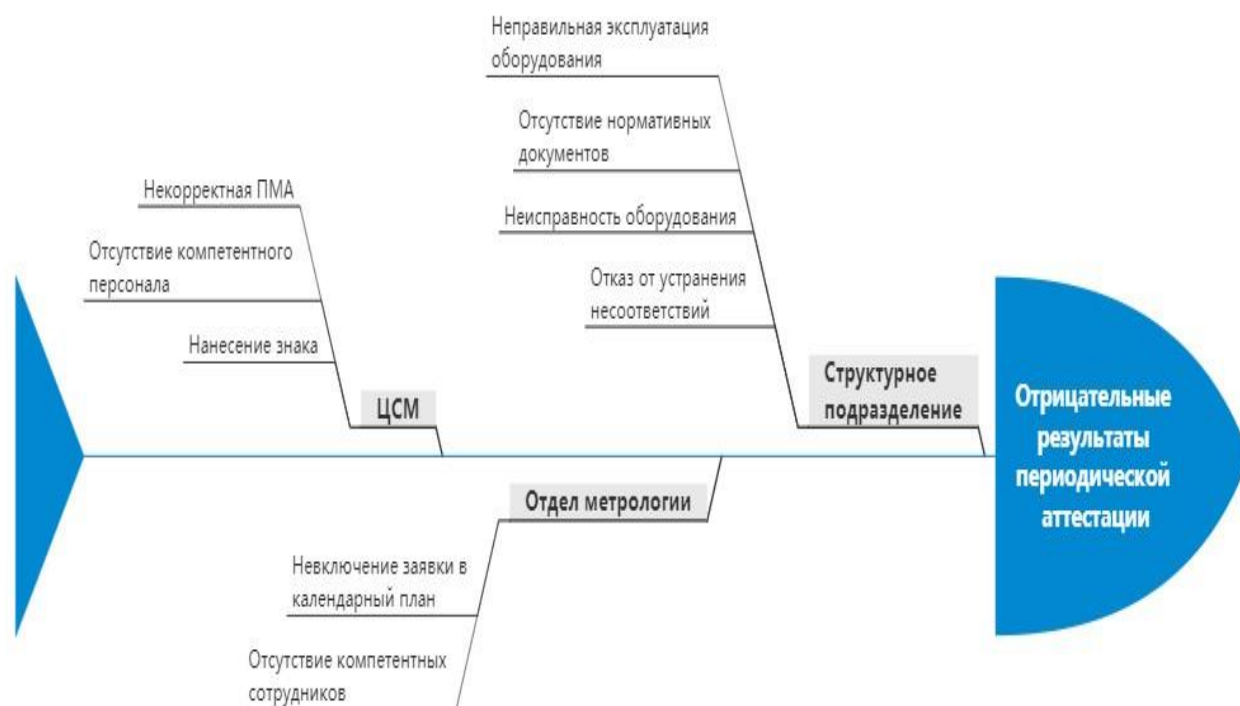 Неправильная эксплуатация
оборудования
Отсутствие нормативных
документов
Некорректная ПМА
Неисправность оборудования
Отсутствие компетентного
персонала
Отказ от устранения
несоответствий
Нанесение знака
ЦСМ
Структурное
подразделение
Отрицательные
результаты
периодической
аттестации
Отдел метрологии
Невключение заявки в
календарный план
Отсутствие компетентных
сотрудников